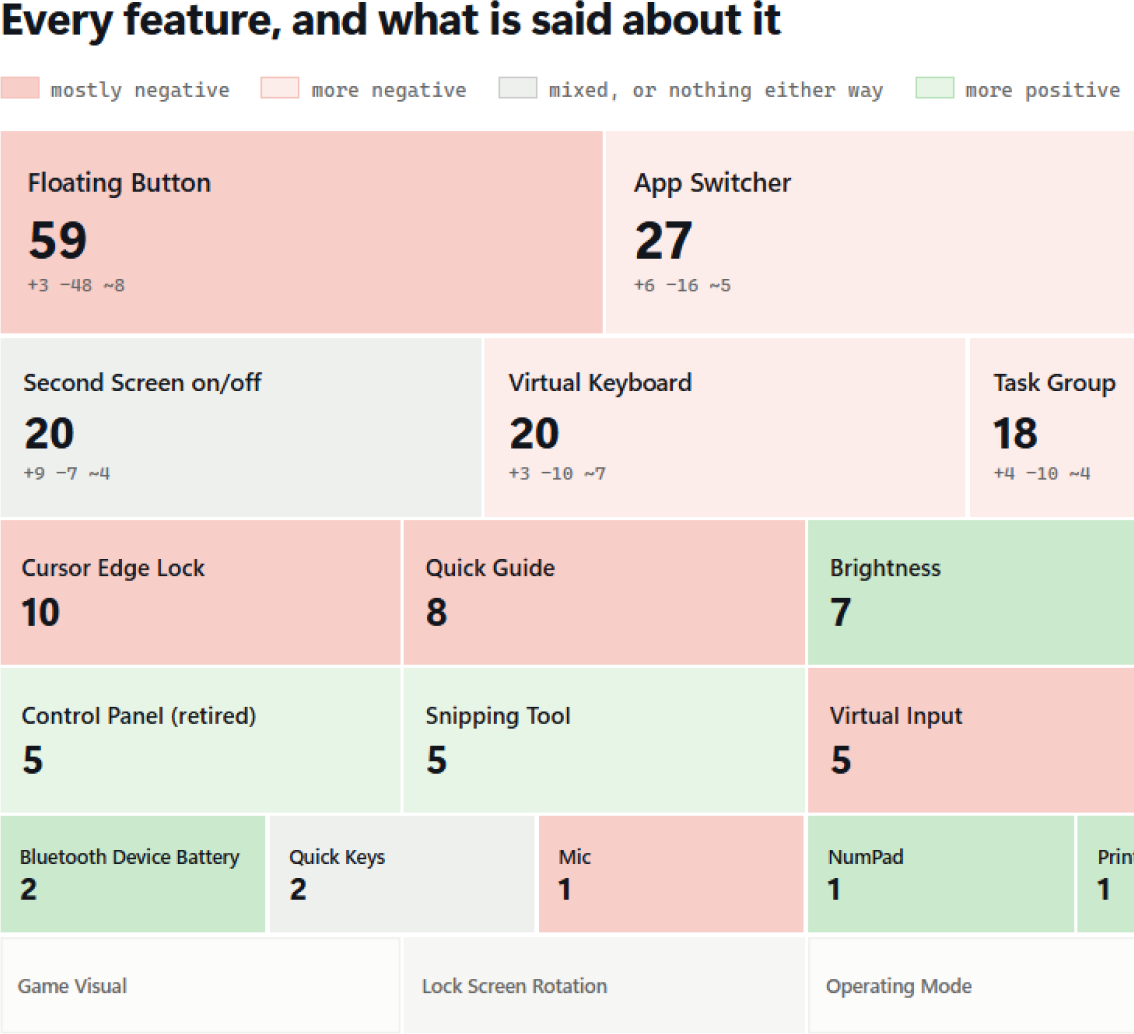 Every feature, and what is said about it
mostly negative more negative mixed, or nothing either way more positive
Floating Button App Switcher
59 27
+3 −48 ~8 +6 −16 ~5
Second Screen on/off Virtual Keyboard Task Group
20 20 18
+9 −7 ~4 +3 −10 ~7 +4 −10 ~4
Cursor Edge Lock Quick Guide Brightness
10 8 7
Control Panel (retired) Snipping Tool Virtual Input
5 5 5
Bluetooth Device Battery Quick Keys Mic NumPad
2 2 1 1 1
Game Visual Lock Screen Rotation Operating Mode